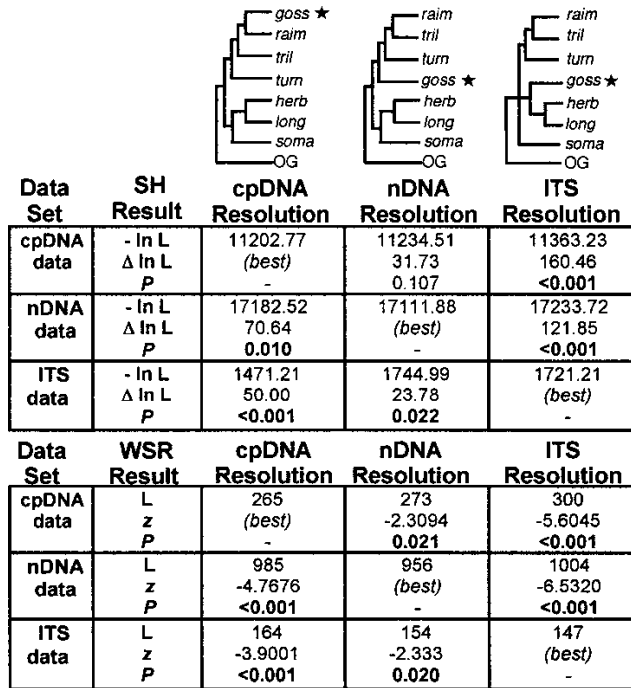 goss ★ raim raim
raim tril tril
tril turn turn
turn goss ★ goss ★
herb herb herb
long long long
soma soma soma
OG OG OG
Data SH cpDNA nDNA ITS
Set Result Resolution Resolution Resolution
cpDNA - ln L 11202.77 11234.51 11363.23
data Δ ln L (best) 31.73 160.46
P - 0.107 <0.001
nDNA - ln L 17182.52 17111.88 17233.72
data Δ ln L 70.64 (best) 121.85
P 0.010 - <0.001
ITS - ln L 1471.21 1744.99 1721.21
data Δ ln L 50.00 23.78 (best)
P <0.001 0.022 -
Data WSR cpDNA nDNA ITS
Set Result Resolution Resolution Resolution
cpDNA L 265 273 300
data z (best) -2.3094 -5.6045
P - 0.021 <0.001
nDNA L 985 956 1004
data z -4.7676 (best) -6.5320
P <0.001 - <0.001
ITS L 164 154 147
data z -3.9001 -2.333 (best)
P <0.001 0.020 -